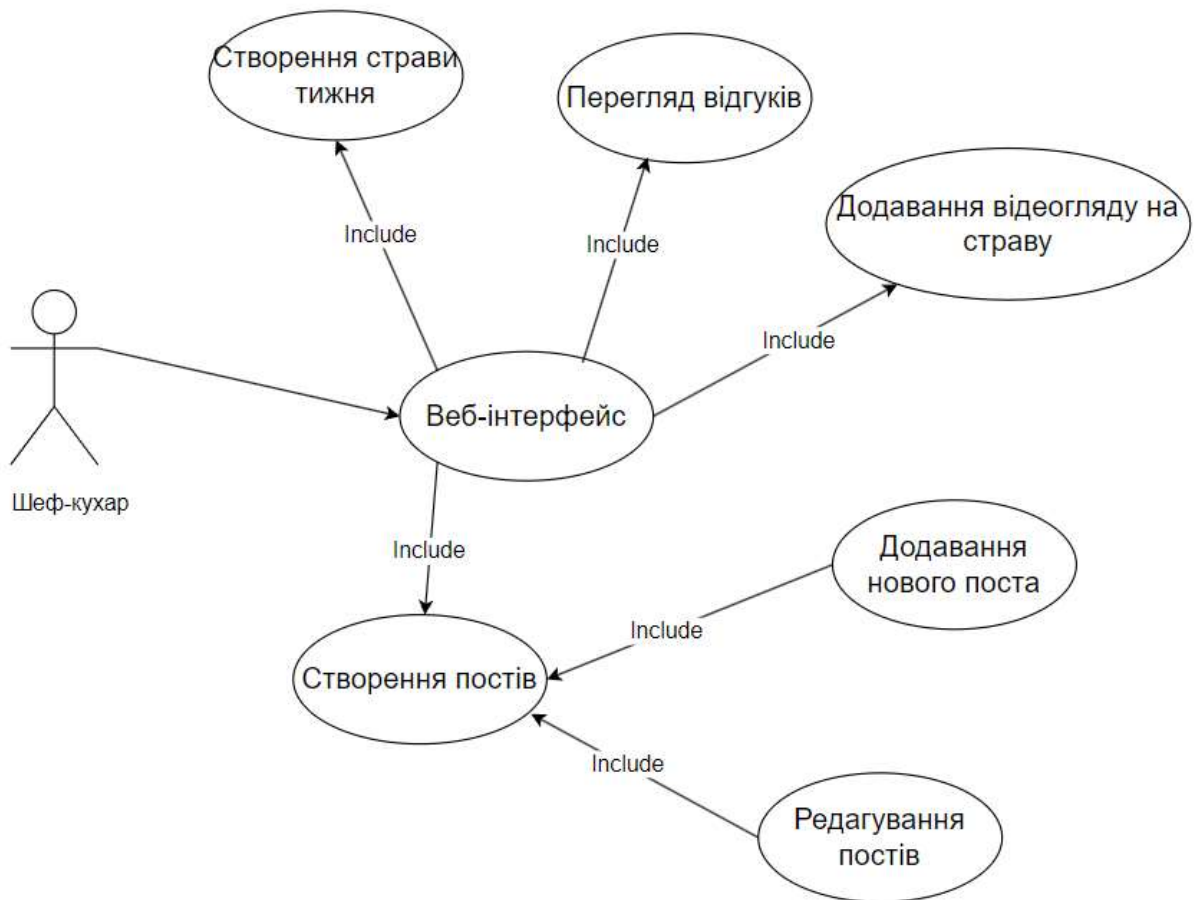 Створення страви
тижня
Перегляд відгуків
Додавання відеогляду на
страву
Include
Include
Include
Веб-інтерфейс
Шеф-кухар
Include
Додавання
нового поста
Include
Створення постів
Include
Редагування
постів